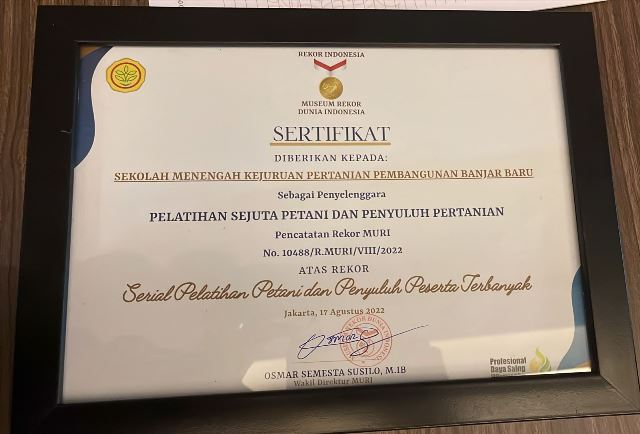 REKOR INDONESIA
MUSEUM REKOR
DUNIA INDONESIA
SERTIFIKAT
DIBERIKAN KEPADA:
SEKOLAH MENENGAH KEJURUAN PERTANIAN PEMBANGUNAN BANJAR BARU
Sebagai Penyelenggara
PELATIHAN SEJUTA PETANI DAN PENYULUH PERTANIAN
Pencatatan Rekor MURI
No. 10488/R.MURI/VIII/2022
ATAS REKOR
Serial Pelatihan Petani dan Penyuluh Peserta Terbanyak
Jakarta, 17 Agustus 2022
OSMAR SEMESTA SUSILO, M.IB
Wakil Direktur MURI
Profesional
Daya Saing